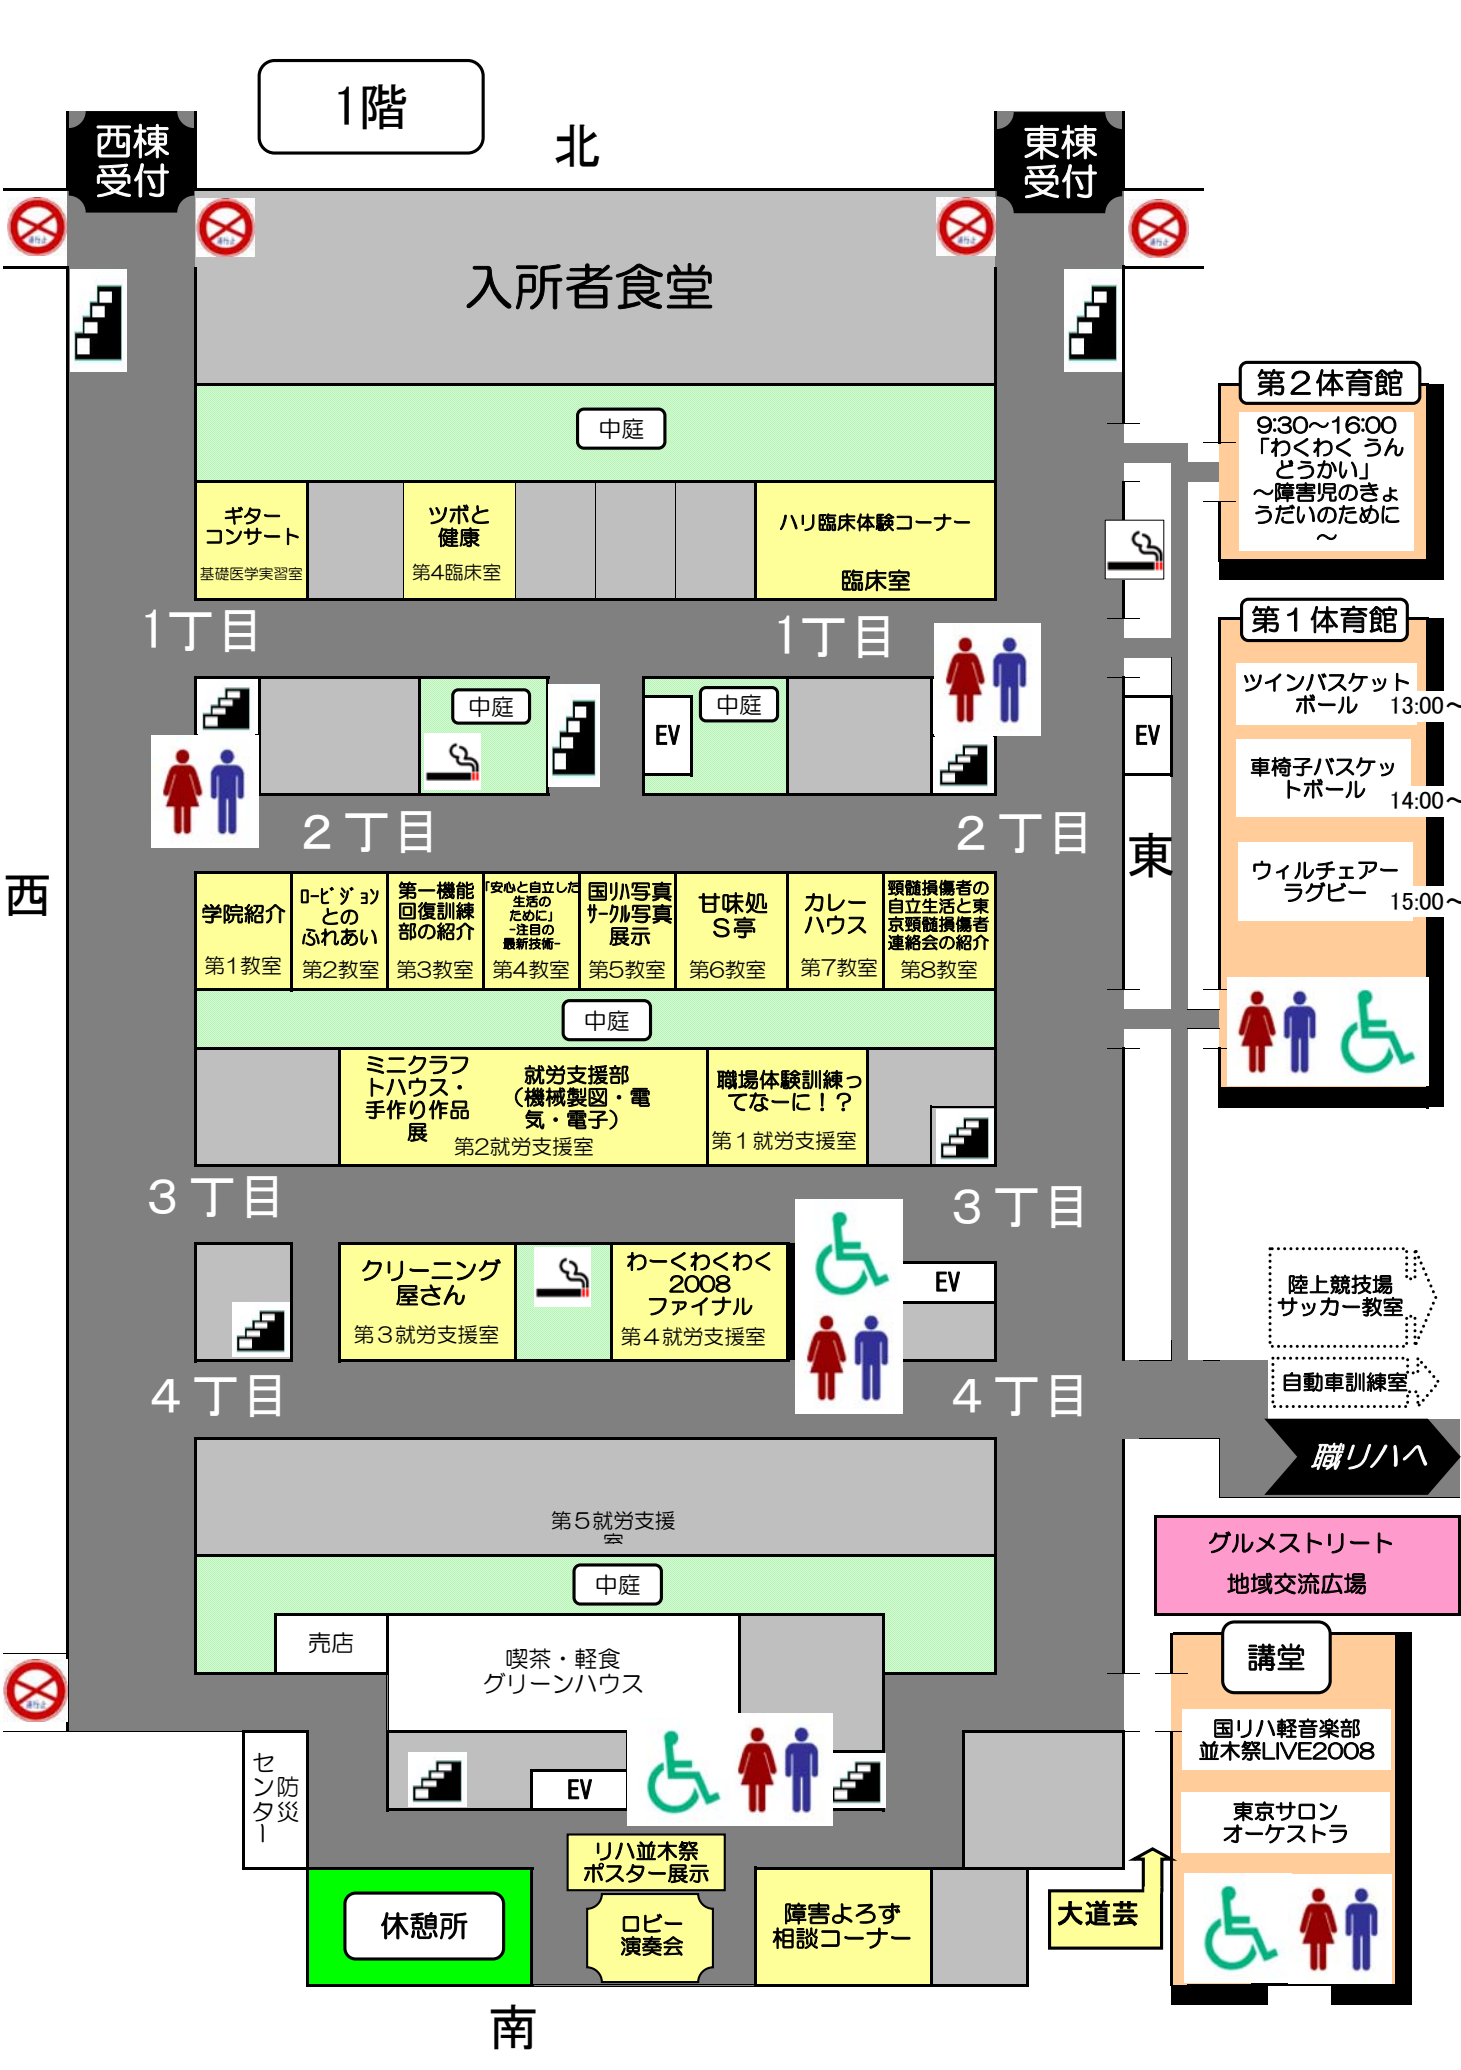 1階
北
西棟
受付
東棟
受付
入所者食堂
中庭
ギター
コンサート
基礎医学実習室
ツボと
健康
第4臨床室
ハリ臨床体験コーナー
臨床室
第２体育館
9:30～16:00
「わくわく うん
どうかい」
～障害児のきょ
うだいのために
～
1丁目
1丁目
第１体育館
ツインバスケット
ボール
13:00～
車椅子バスケッ
トボール
14:00～
ウィルチェアー
ラグビー
15:00～
中庭
EV
中庭
EV
２丁目
２丁目
西
東
学院紹介
第1教室
ﾛｰﾋﾞｼﾞｮﾝ
との
ふれあい
第2教室
第一機能
回復訓練
部の紹介
第3教室
「安心と自立した
生活の
ために」
-注目の
最新技術-
第4教室
国リハ写真
サークル写真
展示
第5教室
甘味処
Ｓ亭
第6教室
カレー
ハウス
第7教室
頸髄損傷者の
自立生活と東
京頸髄損傷者
連絡会の紹介
第8教室
中庭
ミニクラフ
トハウス・
手作り作品
展
就労支援部
（機械製図・電
気・電子）
第2就労支援室
職場体験訓練っ
てなーに！？
第１就労支援室
３丁目
３丁目
クリーニング
屋さん
第３就労支援室
わーくわくわく
2008
ファイナル
第４就労支援室
EV
陸上競技場
サッカー教室
自動車訓練室
４丁目
４丁目
職リハへ
第５就労支援
室
中庭
グルメストリート
地域交流広場
売店
喫茶・軽食
グリーンハウス
講堂
国リハ軽音楽部
並木祭LIVE2008
東京サロン
オーケストラ
防災
センター
EV
リハ並木祭
ポスター展示
休憩所
ロビー
演奏会
障害よろず
相談コーナー
大道芸
南